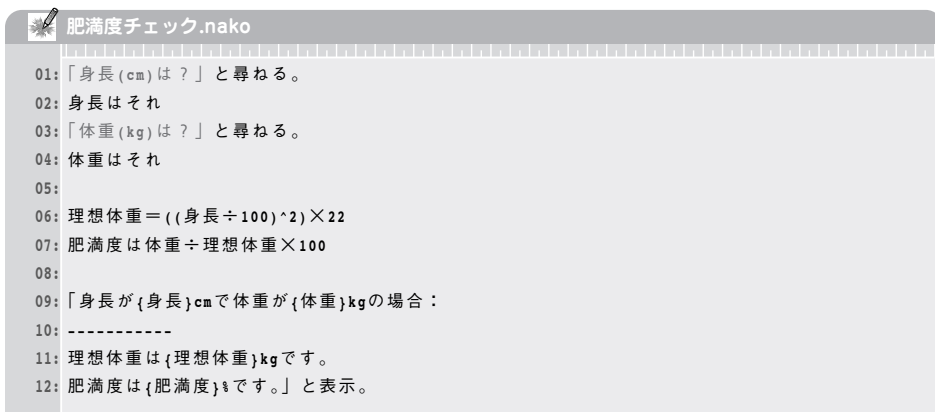 肥満度チェック.nako
01:「身長(cm)は？」と尋ねる。
02: 身長はそれ
03:「体重(kg)は？」と尋ねる。
04: 体重はそれ
05:
06: 理想体重＝((身長÷100)^2)×22
07: 肥満度は体重÷理想体重×100
08:
09:「身長が{身長}cmで体重が{体重}kgの場合：
10: -----------
11: 理想体重は{理想体重}kgです。
12: 肥満度は{肥満度}%です。」と表示。